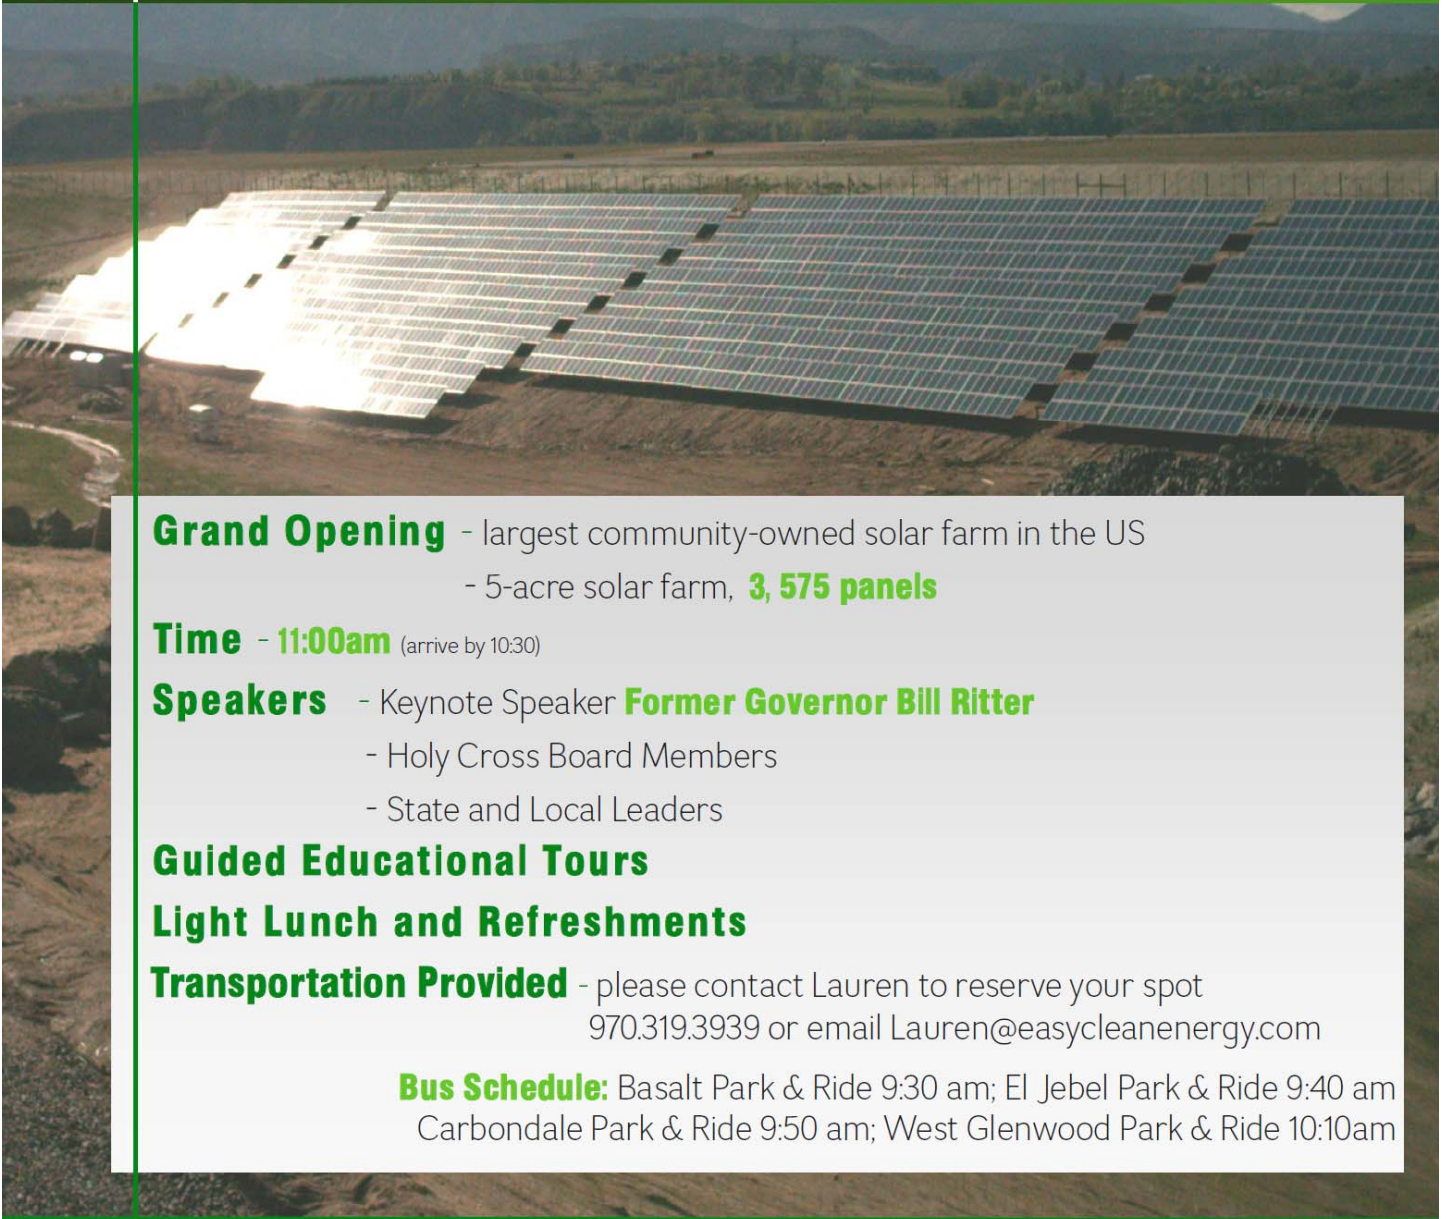 Grand Opening - largest community-owned solar farm in the US
- 5-acre solar farm, 3, 575 panels
Time - 11:00am (arrive by 10:30)
Speakers - Keynote Speaker Former Governor Bill Ritter
- Holy Cross Board Members
- State and Local Leaders
Guided Educational Tours
Light Lunch and Refreshments
Transportation Provided - please contact Lauren to reserve your spot
970.319.3939 or email Lauren@easycleanenergy.com
Bus Schedule: Basalt Park & Ride 9:30 am; El Jebel Park & Ride 9:40 am
Carbondale Park & Ride 9:50 am; West Glenwood Park & Ride 10:10am